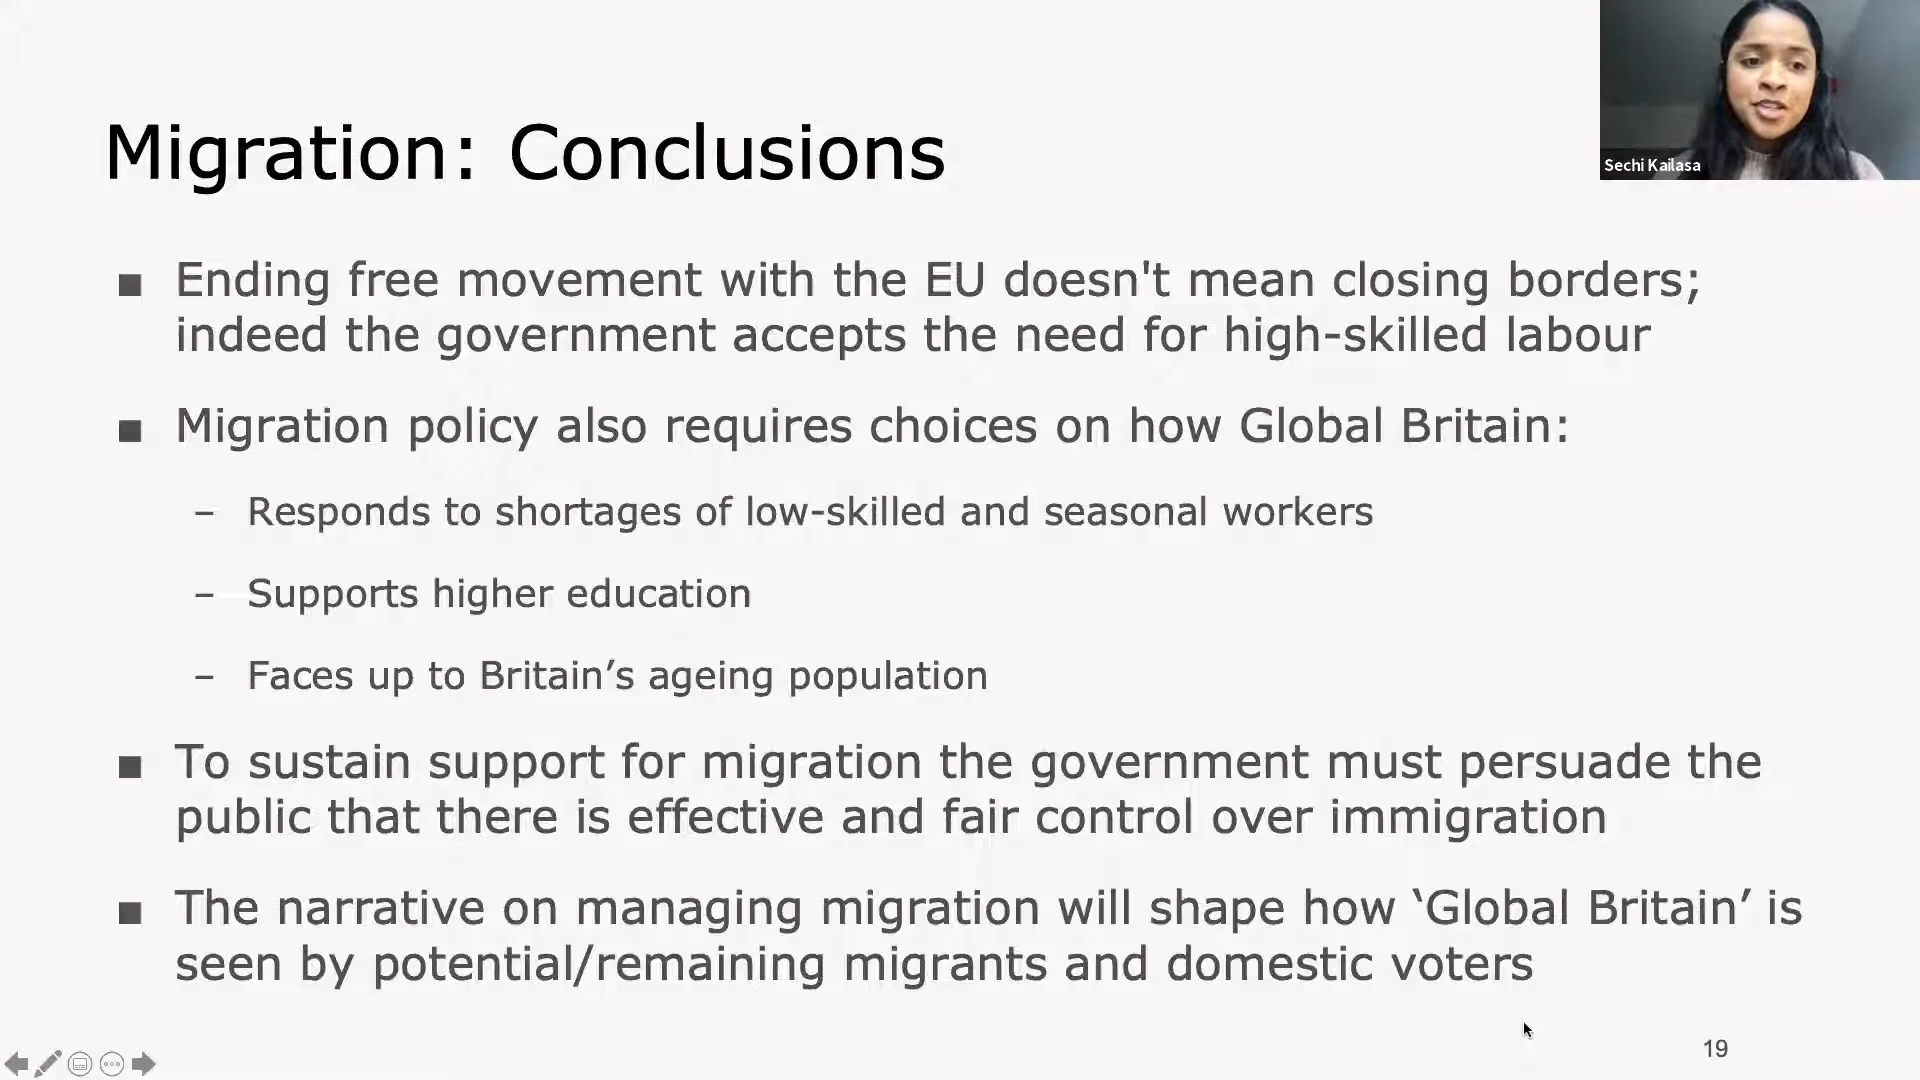 Sechi Kailasa
Migration: Conclusions
■ Ending free movement with the EU doesn't mean closing borders;
indeed the government accepts the need for high-skilled labour
■ Migration policy also requires choices on how Global Britain:
– Responds to shortages of low-skilled and seasonal workers
– Supports higher education
– Faces up to Britain’s ageing population
■ To sustain support for migration the government must persuade the
public that there is effective and fair control over immigration
■ The narrative on managing migration will shape how ‘Global Britain’ is
seen by potential/remaining migrants and domestic voters
19